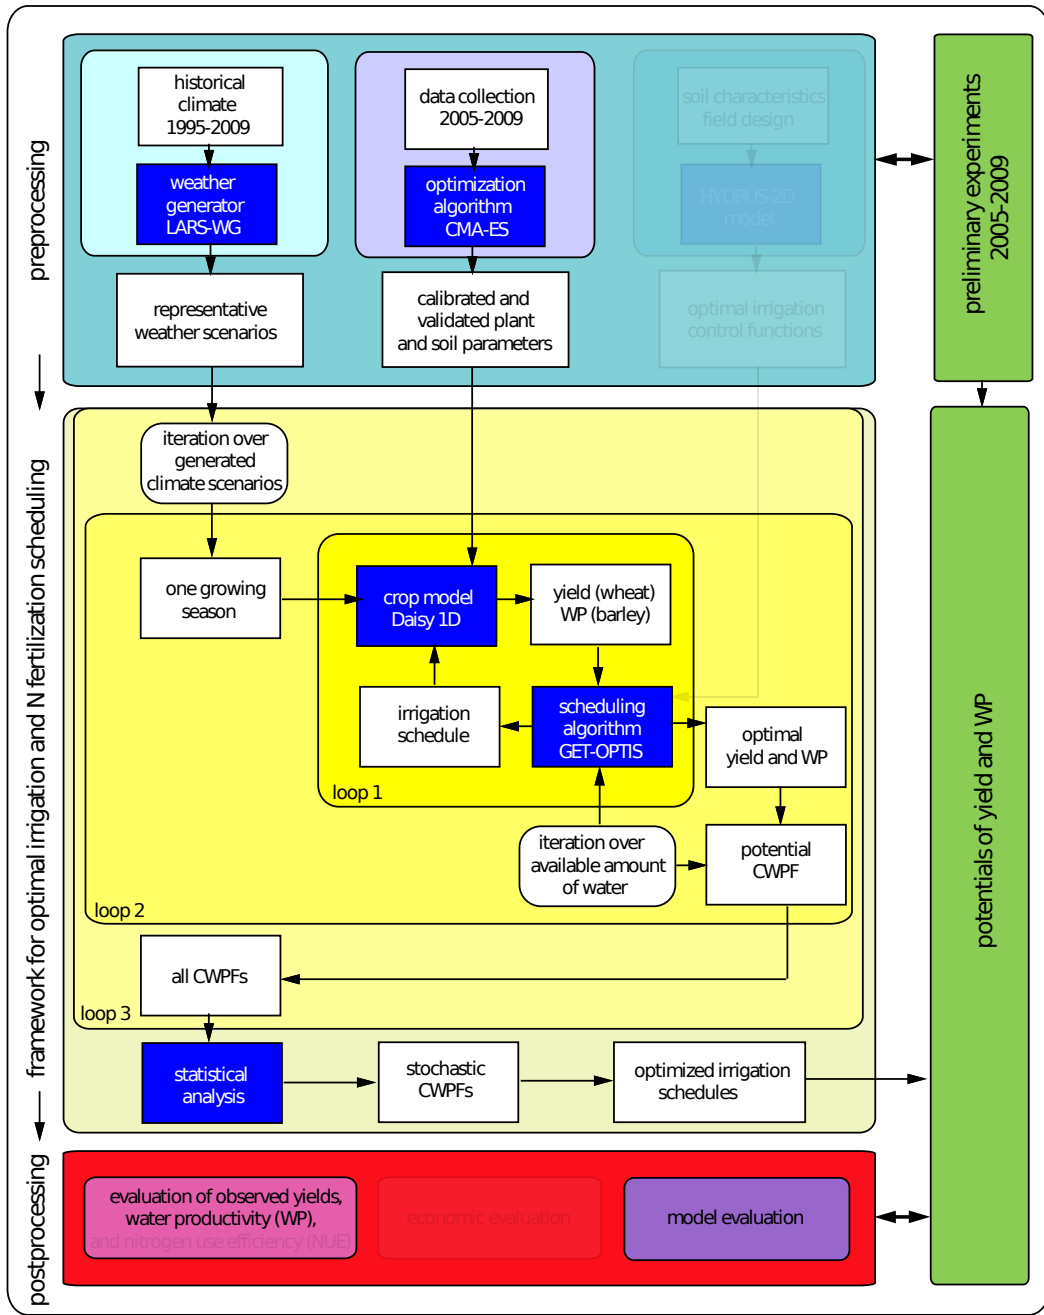 preprocessing
historical
climate
1995-2009
weather
generator
LARS-WG
representative
weather scenarios
data collection
2005-2009
optimization
algorithm
CMA-ES
calibrated and
validated plant
and soil parameters
soil characteristics
field design
HYDRUS-2D
model
optimal irrigation
control functions
preliminary experiments
2005-2009
framework for optimal irrigation and N fertilization scheduling
iteration over
generated
climate scenarios
one growing
season
crop model
Daisy 1D
yield (wheat)
WP (barley)
irrigation
schedule
scheduling
algorithm
GET-OPTIS
loop 1
optimal
yield and WP
iteration over
available amount
of water
potential
CWPF
loop 2
all CWPFs
loop 3
statistical
analysis
stochastic
CWPFs
optimized irrigation
schedules
potentials of yield and WP
postprocessing
evaluation of observed yields,
water productivity (WP),
and nitrogen use efficiency (NUE)
economic evaluation
model evaluation